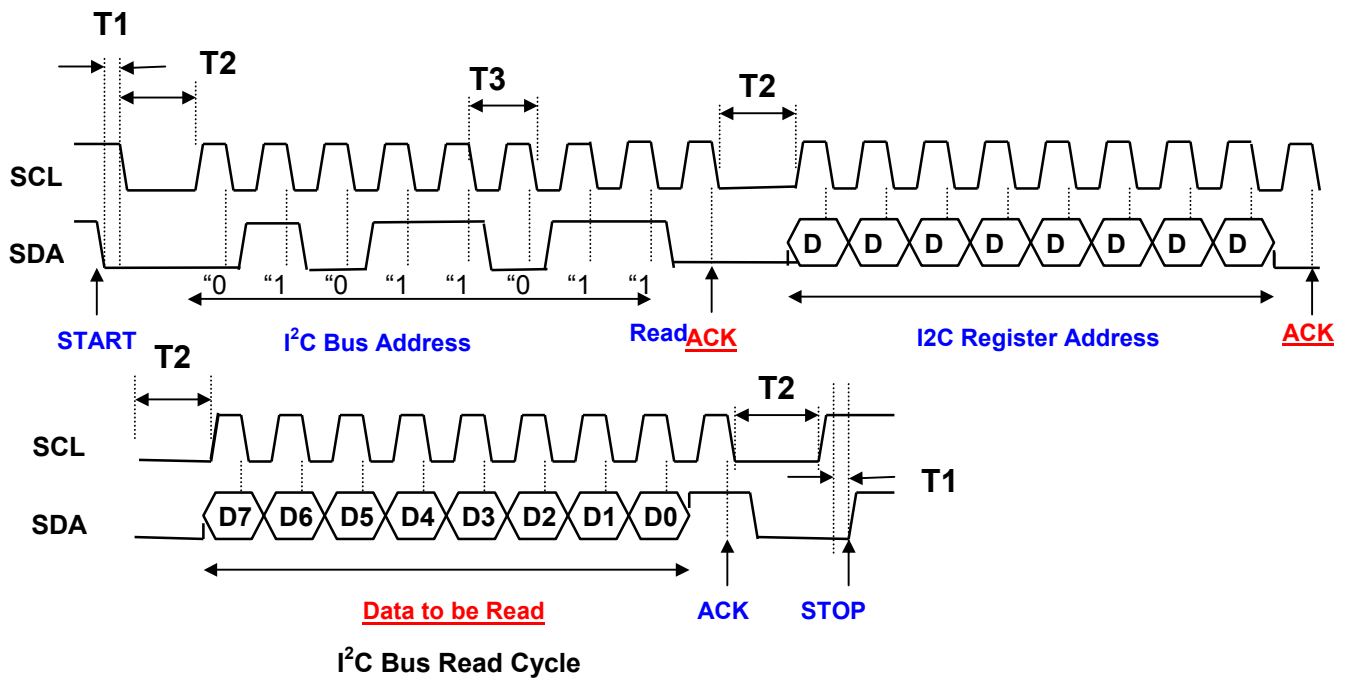 T1
T2
T3
T2
SCL
SDA
D D D D D D D D
“0 “1 “0 “1 “1 “0 “1 “1
START
I²C Bus Address
Read
ACK
I2C Register Address
ACK
T2
T2
SCL
T1
SDA
D7 D6 D5 D4 D3 D2 D1 D0
Data to be Read
ACK
STOP
I²C Bus Read Cycle